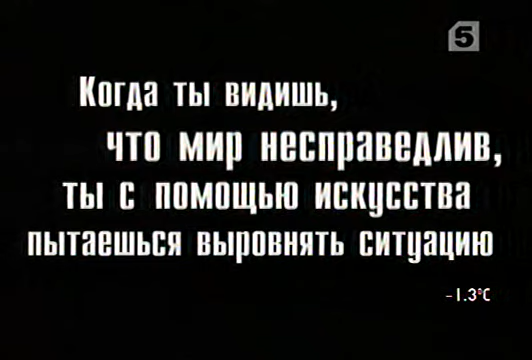 5
Когда ты видишь,
что мир несправедлив,
ты с помощью искусства
пытаешься выровнять ситуацию
-1.3°C